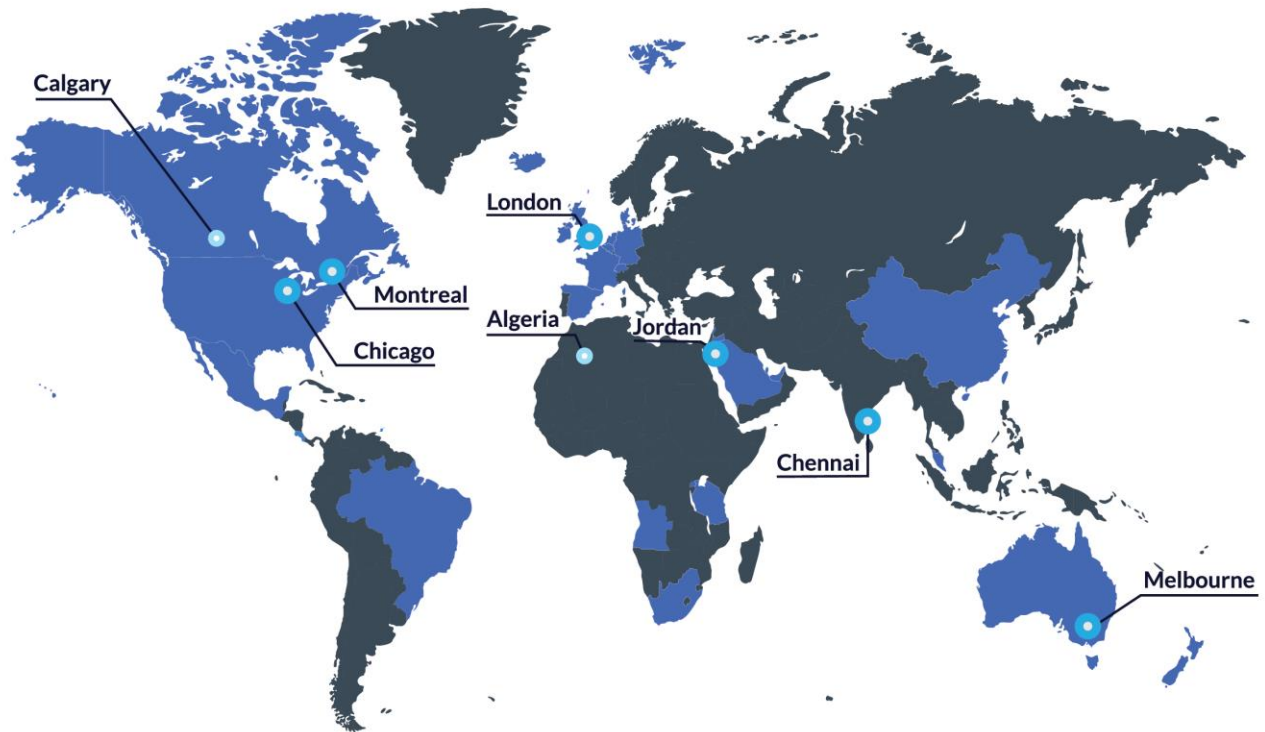 Calgary
London
Montreal
Algeria
Jordan
Chicago
Chennai
Melbourne